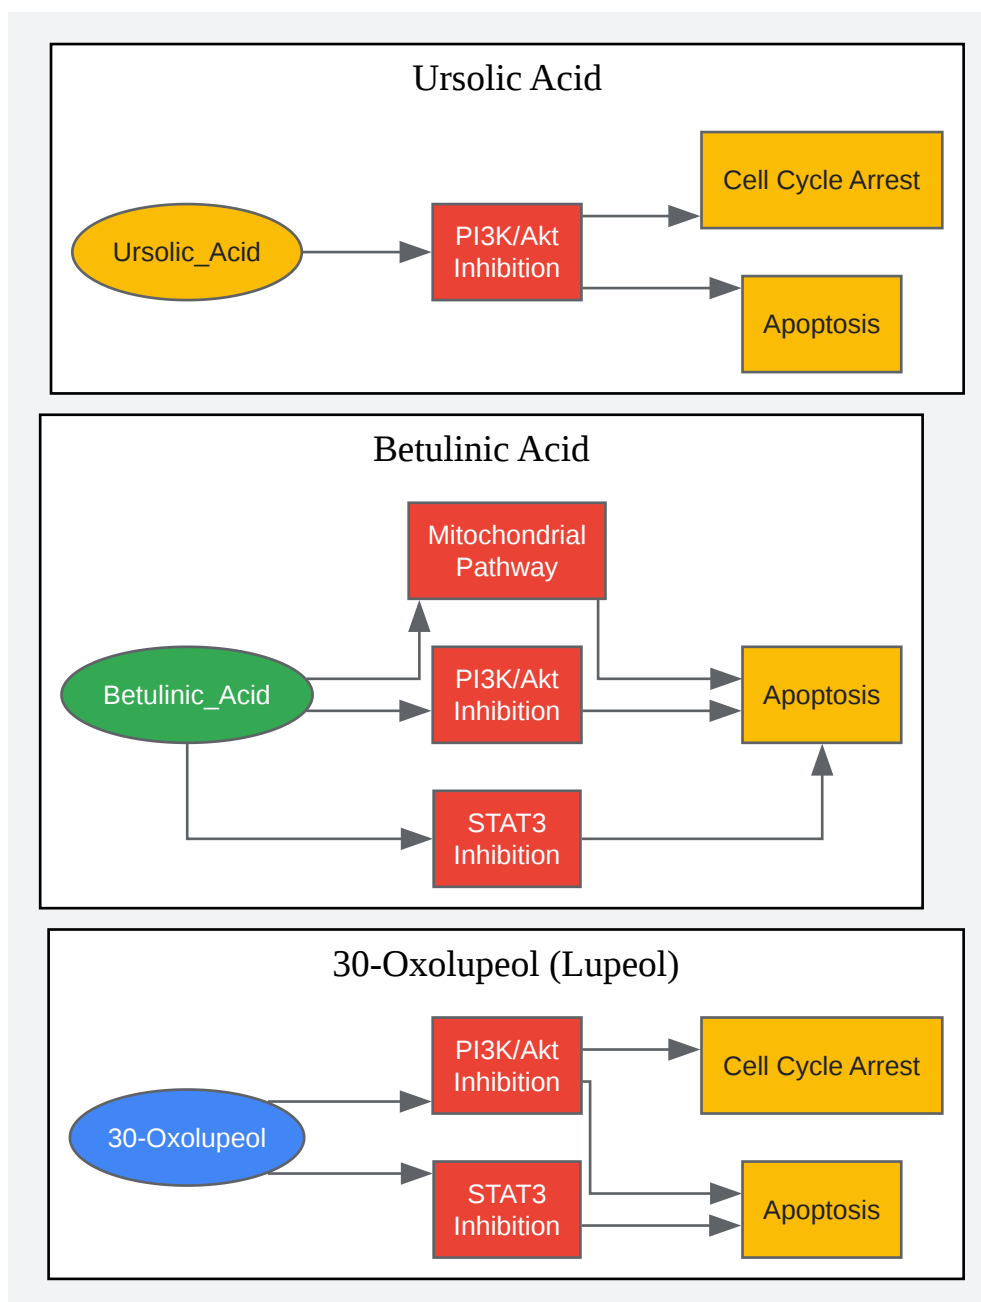 Ursolic Acid
Ursolic_Acid
PI3K/Akt
Inhibition
Cell Cycle Arrest
Apoptosis
Betulinic Acid
Mitochondrial
Pathway
Betulinic_Acid
PI3K/Akt
Inhibition
Apoptosis
STAT3
Inhibition
30-Oxolupeol (Lupeol)
30-Oxolupeol
PI3K/Akt
Inhibition
Cell Cycle Arrest
STAT3
Inhibition
Apoptosis